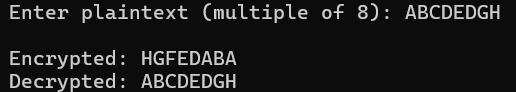 Enter plaintext (multiple of 8): ABCDEDGH
Encrypted: HGFEDABA
Decrypted: ABCDEDGH